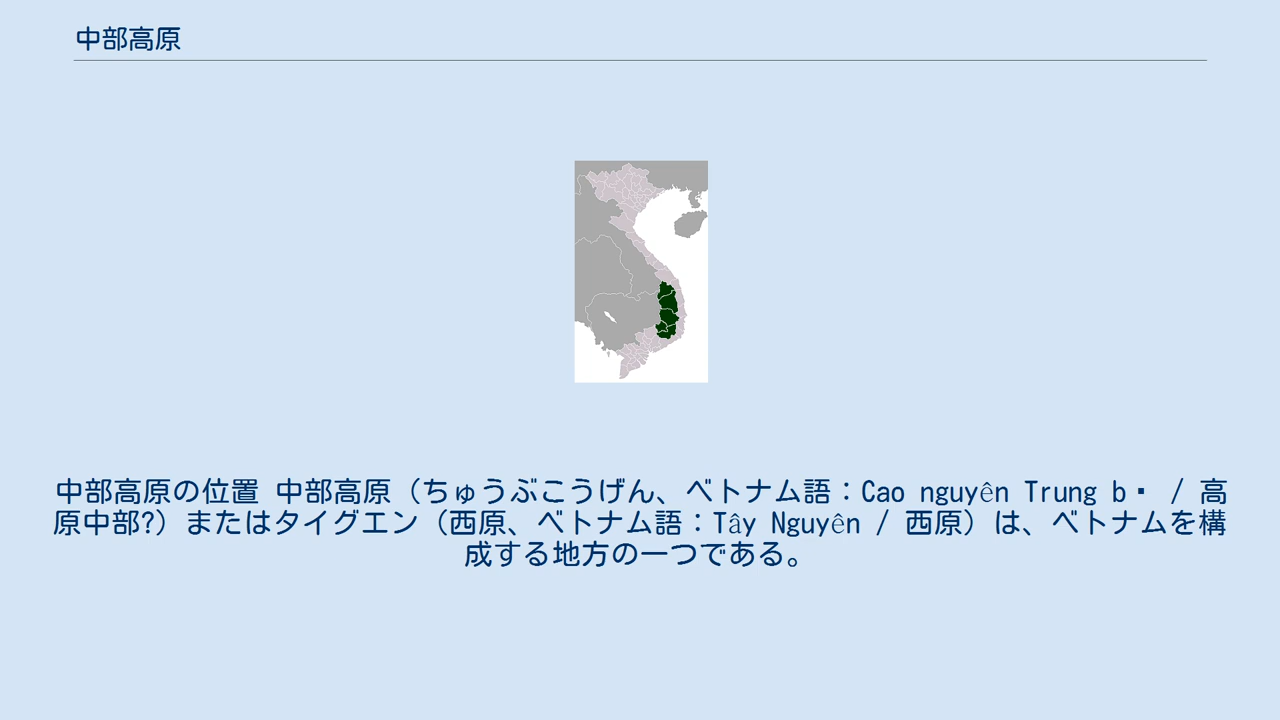 中部高原
中部高原の位置 中部高原（ちゅうぶこうげん、ベトナム語：Cao nguyên Trung b▪ / 高
原中部?）またはタイグエン（西原、ベトナム語：Tây Nguyên / 西原）は、ベトナムを構
成する地方の一つである。